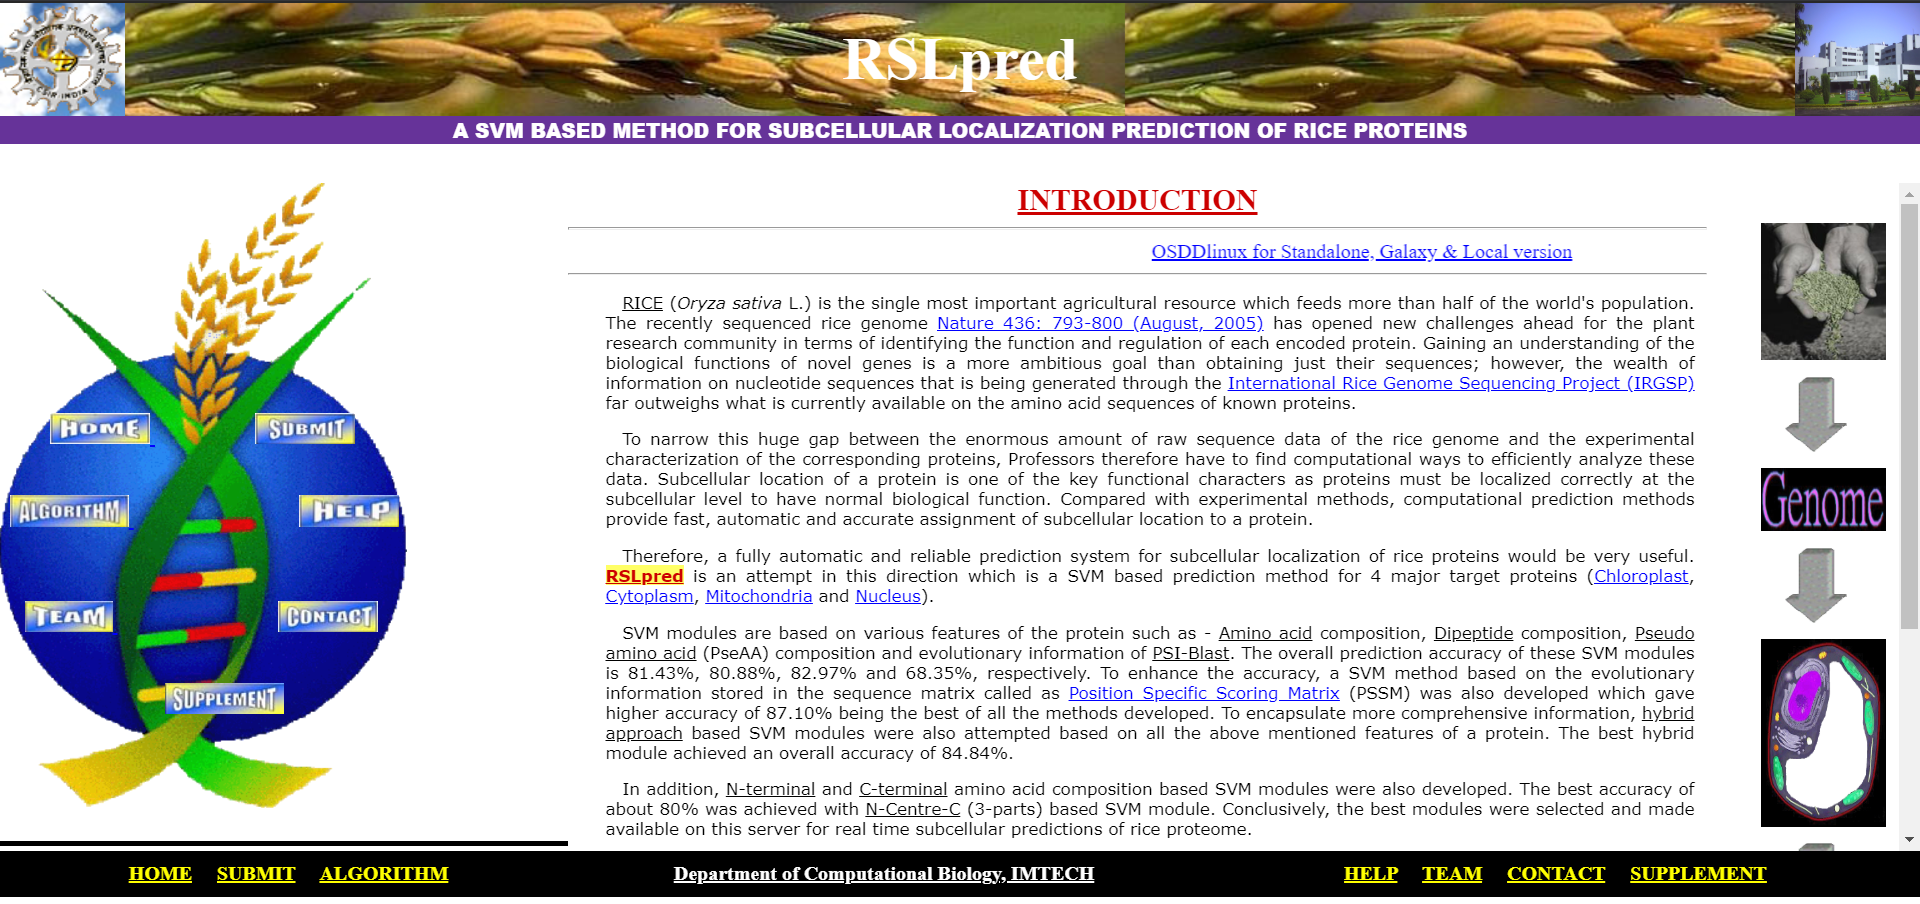 CSIR INDIA
RSLpred
A SVM BASED METHOD FOR SUBCELLULAR LOCALIZATION PREDICTION OF RICE PROTEINS
HOME
SUBMIT
ALGORITHM
HELP
TEAM
CONTACT
SUPPLEMENT
INTRODUCTION
OSDDlinux for Standalone, Galaxy & Local version
RICE (Oryza sativa L.) is the single most important agricultural resource which feeds more than half of the world's population.
The recently sequenced rice genome Nature 436: 793-800 (August, 2005) has opened new challenges ahead for the plant
research community in terms of identifying the function and regulation of each encoded protein. Gaining an understanding of the
biological functions of novel genes is a more ambitious goal than obtaining just their sequences; however, the wealth of
information on nucleotide sequences that is being generated through the International Rice Genome Sequencing Project (IRGSP)
far outweighs what is currently available on the amino acid sequences of known proteins.
To narrow this huge gap between the enormous amount of raw sequence data of the rice genome and the experimental
characterization of the corresponding proteins, Professors therefore have to find computational ways to efficiently analyze these
data. Subcellular location of a protein is one of the key functional characters as proteins must be localized correctly at the
subcellular level to have normal biological function. Compared with experimental methods, computational prediction methods
provide fast, automatic and accurate assignment of subcellular location to a protein.
Therefore, a fully automatic and reliable prediction system for subcellular localization of rice proteins would be very useful.
RSLpred is an attempt in this direction which is a SVM based prediction method for 4 major target proteins (Chloroplast,
Cytoplasm, Mitochondria and Nucleus).
SVM modules are based on various features of the protein such as - Amino acid composition, Dipeptide composition, Pseudo
amino acid (PseAA) composition and evolutionary information of PSI-Blast. The overall prediction accuracy of these SVM modules
is 81.43%, 80.88%, 82.97% and 68.35%, respectively. To enhance the accuracy, a SVM method based on the evolutionary
information stored in the sequence matrix called as Position Specific Scoring Matrix (PSSM) was also developed which gave
higher accuracy of 87.10% being the best of all the methods developed. To encapsulate more comprehensive information, hybrid
approach based SVM modules were also attempted based on all the above mentioned features of a protein. The best hybrid
module achieved an overall accuracy of 84.84%.
In addition, N-terminal and C-terminal amino acid composition based SVM modules were also developed. The best accuracy of
about 80% was achieved with N-Centre-C (3-parts) based SVM module. Conclusively, the best modules were selected and made
available on this server for real time subcellular predictions of rice proteome.
Genome
HOME SUBMIT ALGORITHM Department of Computational Biology, IMTECH HELP TEAM CONTACT SUPPLEMENT